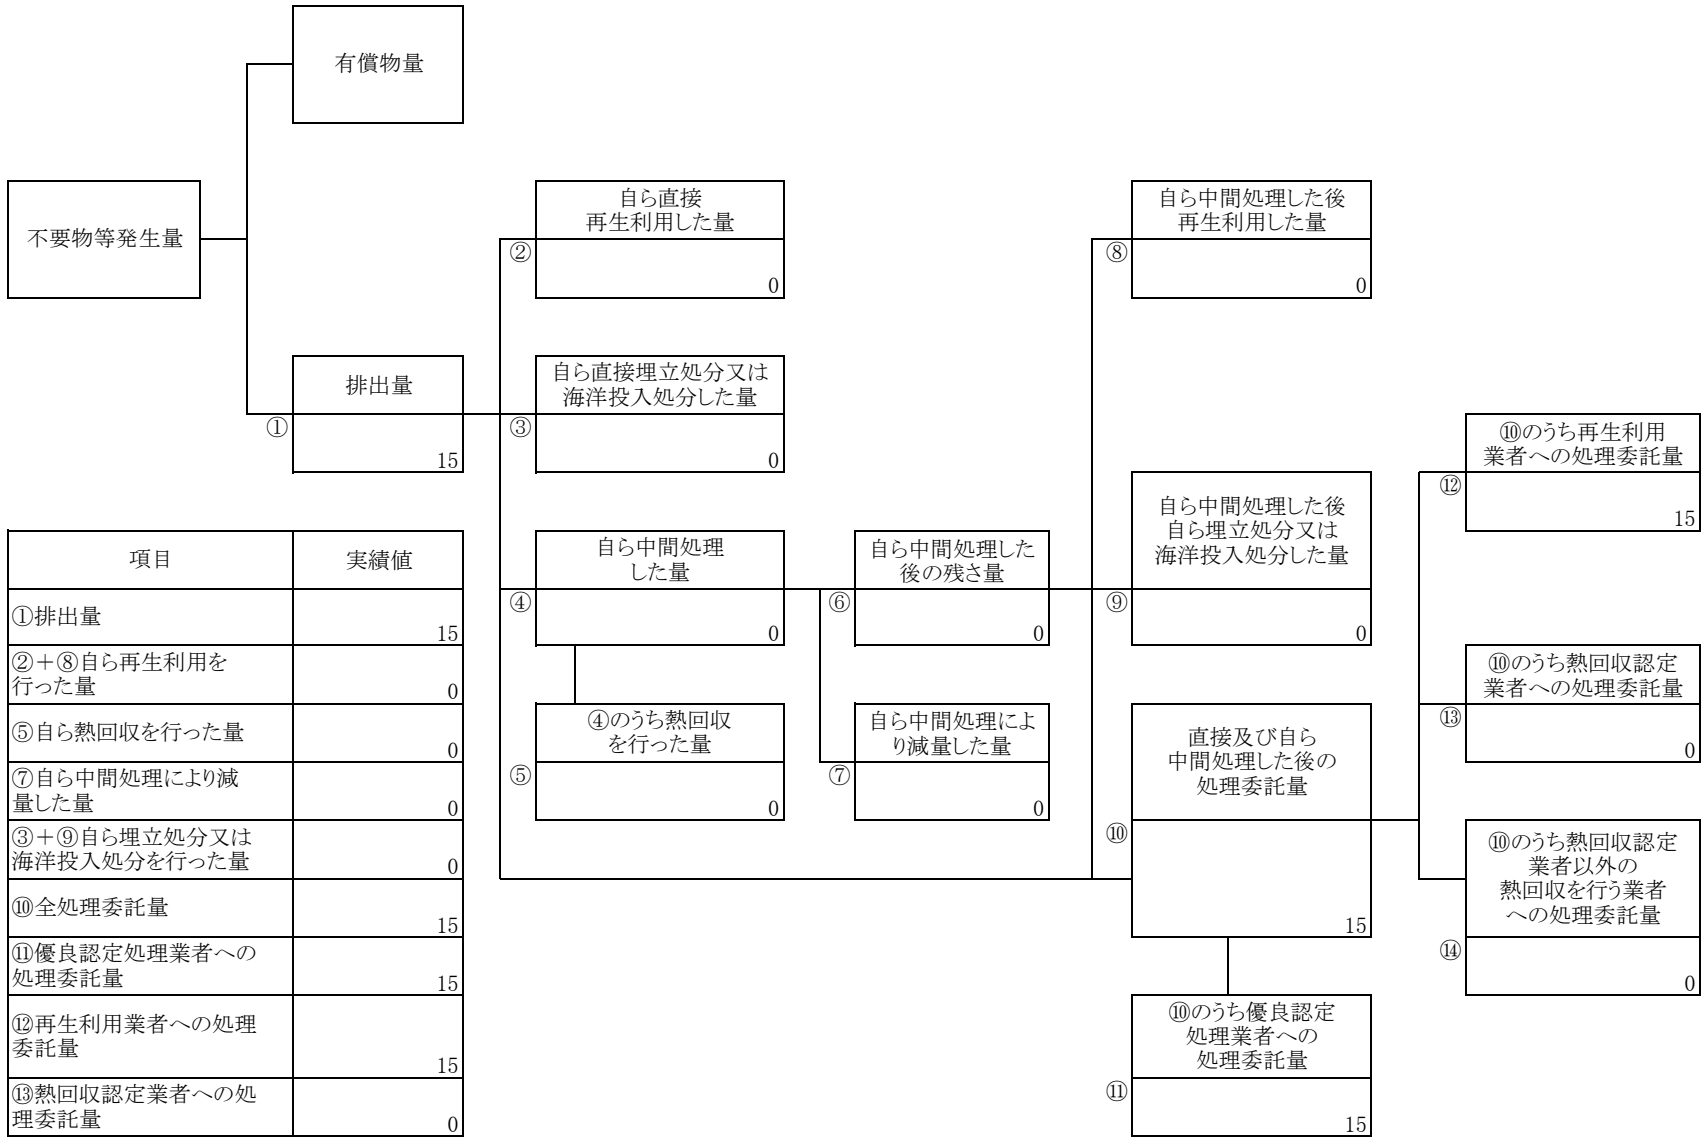 有償物量
不要物等発生量
自ら直接
再生利用した量
②
0
自ら中間処理した後
再生利用した量
⑧
0
排出量
①
15
自ら直接埋立処分又は
海洋投入処分した量
③
0
⑩のうち再生利用
業者への処理委託量
⑫
15
自ら中間処理した後
自ら埋立処分又は
海洋投入処分した量
⑨
0
自ら中間処理
した量
④
0
自ら中間処理した
後の残さ量
⑥
0
⑩のうち熱回収認定
業者への処理委託量
⑬
0
④のうち熱回収
を行った量
⑤
0
自ら中間処理によ
り減量した量
⑦
0
直接及び自ら
中間処理した後の
処理委託量
⑩
15
⑩のうち熱回収認定
業者以外の
熱回収を行う業者
への処理委託量
⑭
0
⑩のうち優良認定
処理業者への
処理委託量
⑪
15
項目 実績値
①排出量
15
②＋⑧自ら再生利用を
行った量
0
⑤自ら熱回収を行った量
0
⑦自ら中間処理により減
量した量
0
③＋⑨自ら埋立処分又は
海洋投入処分を行った量
0
⑩全処理委託量
15
⑪優良認定処理業者への
処理委託量
15
⑫再生利用業者への処理
委託量
15
⑬熱回収認定業者への処
理委託量
0